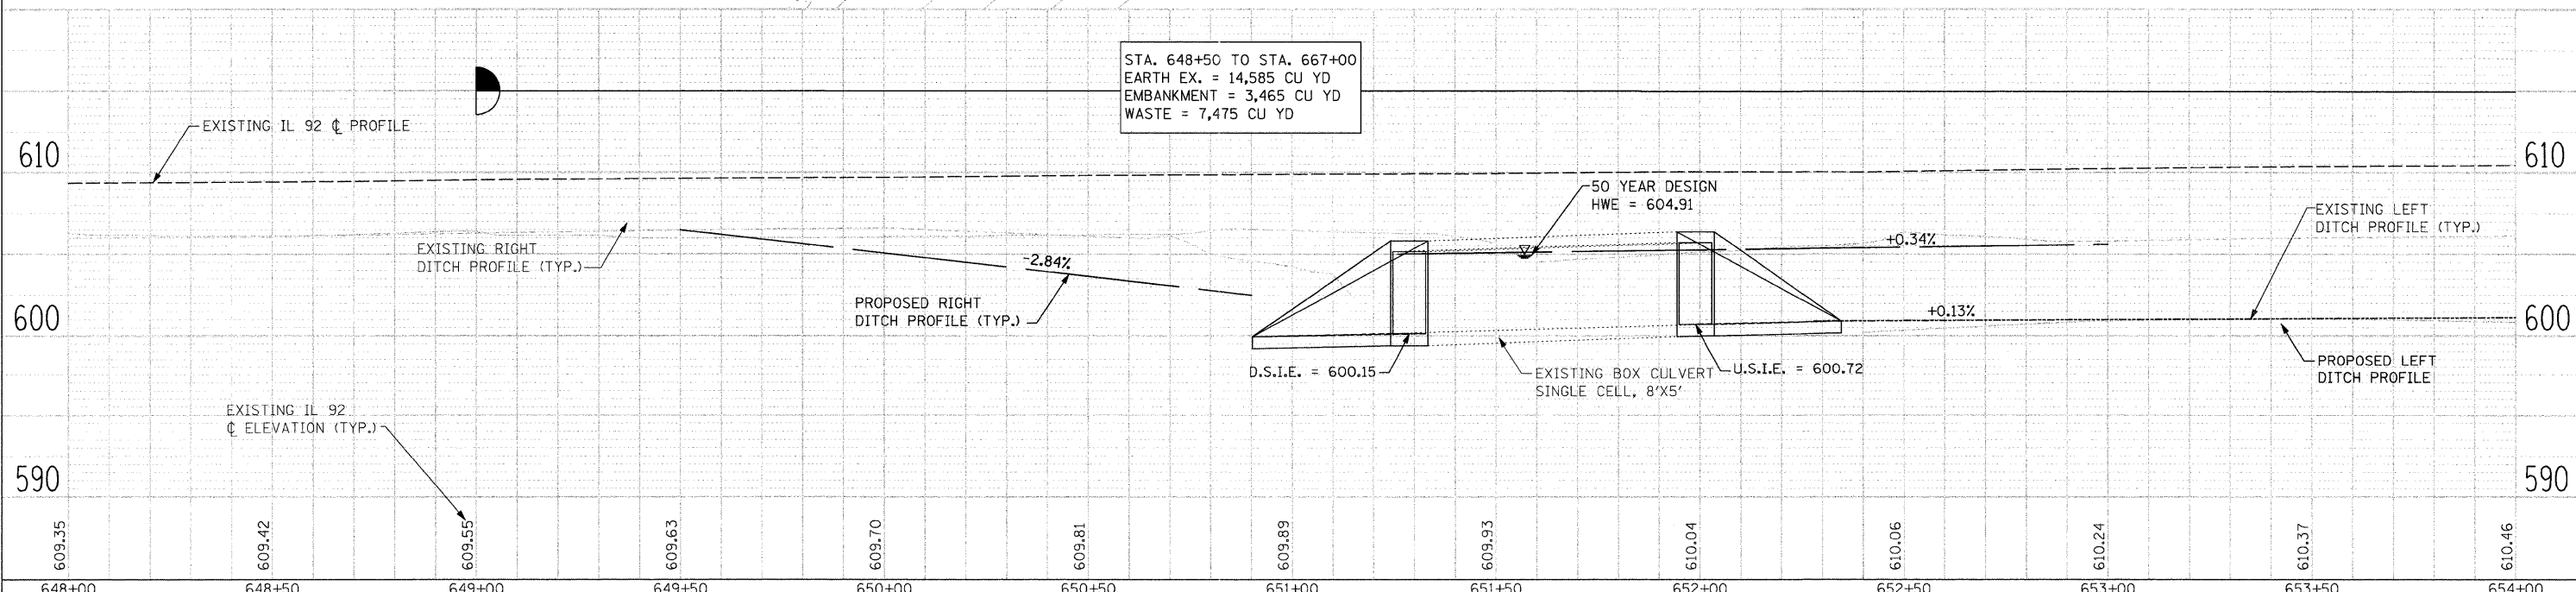 STA. 648+50 TO STA. 667+00
EARTH EX. = 14,585 CU YD
EMBANKMENT = 3,465 CU YD
WASTE = 7,475 CU YD
EXISTING IL 92 ℄ PROFILE
610
610
50 YEAR DESIGN
HWE = 604.91
EXISTING LEFT
DITCH PROFILE (TYP.)
EXISTING RIGHT
DITCH PROFILE (TYP.)
-2.84%
+0.34%
PROPOSED RIGHT
DITCH PROFILE (TYP.)
600
+0.13%
600
D.S.I.E. = 600.15
EXISTING BOX CULVERT
SINGLE CELL, 8'X5'
U.S.I.E. = 600.72
PROPOSED LEFT
DITCH PROFILE
EXISTING IL 92
℄ ELEVATION (TYP.)
590
590
609.35
609.42
609.55
609.63
609.70
609.81
609.89
609.93
610.04
610.06
610.24
610.37
610.46
648+00
648+50
649+00
649+50
650+00
650+50
651+00
651+50
652+00
652+50
653+00
653+50
654+00